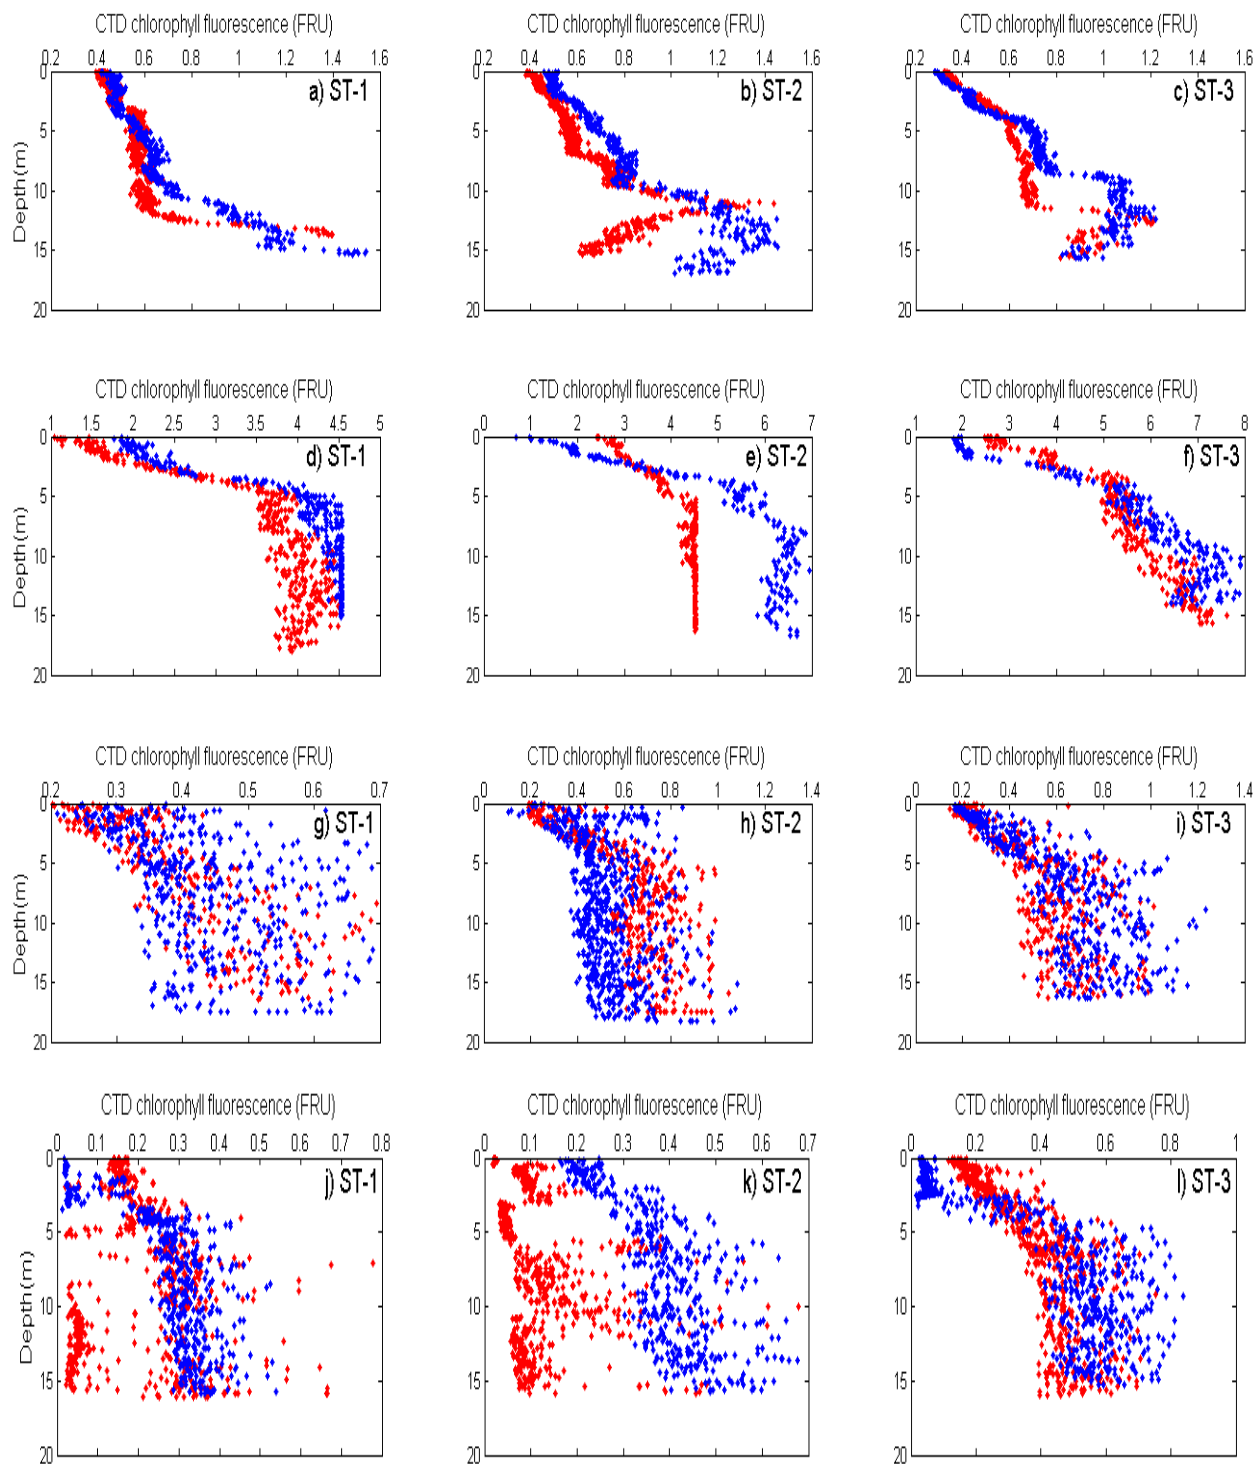 CTD chlorophyll fluorescence (FRU) CTD chlorophyll fluorescence (FRU) CTD chlorophyll fluorescence (FRU)
0.2 0.4 0.6 0.8 1 1.2 1.4 1.6 0.2 0.4 0.6 0.8 1 1.2 1.4 1.6 0.2 0.4 0.6 0.8 1 1.2 1.4 1.6
0 0 0
a) ST-1 b) ST-2 c) ST-3
5 5 5
Depth(m)
10 10 10
15 15 15
20 20 20
CTD chlorophyll fluorescence (FRU) CTD chlorophyll fluorescence (FRU) CTD chlorophyll fluorescence (FRU)
1 1.5 2 2.5 3 3.5 4 4.5 5 0 1 2 3 4 5 6 7 1 2 3 4 5 6 7 8
0 0 0
d) ST-1 e) ST-2 f) ST-3
5 5 5
Depth(m)
10 10 10
15 15 15
20 20 20
CTD chlorophyll fluorescence (FRU) CTD chlorophyll fluorescence (FRU) CTD chlorophyll fluorescence (FRU)
0.2 0.3 0.4 0.5 0.6 0.7 0 0.2 0.4 0.6 0.8 1 1.2 1.4 0 0.2 0.4 0.6 0.8 1 1.2 1.4
0 0 0
g) ST-1 h) ST-2 i) ST-3
5 5 5
Depth(m)
10 10 10
15 15 15
20 20 20
CTD chlorophyll fluorescence (FRU) CTD chlorophyll fluorescence (FRU) CTD chlorophyll fluorescence (FRU)
0 0.1 0.2 0.3 0.4 0.5 0.6 0.7 0.8 0 0.1 0.2 0.3 0.4 0.5 0.6 0.7 0 0.2 0.4 0.6 0.8 1
0 0 0
j) ST-1 k) ST-2 l) ST-3
5 5 5
Depth(m)
10 10 10
15 15 15
20 20 20